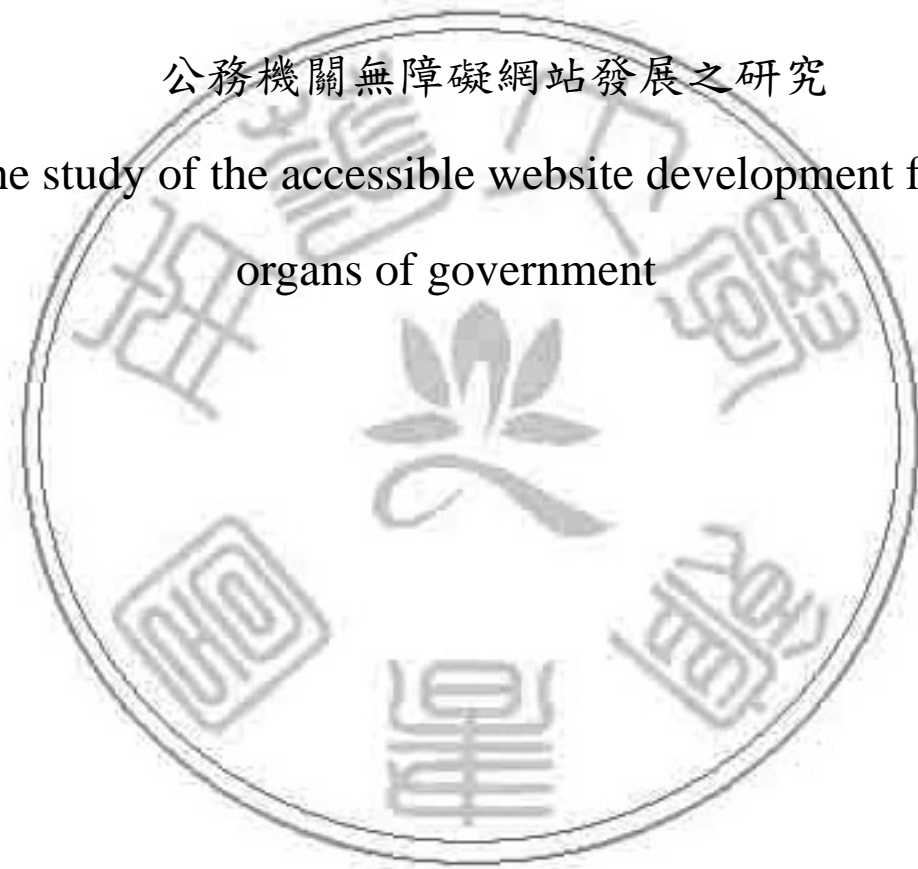 公務機關無障礙網站發展之研究
he study of the accessible website development f
organs of government